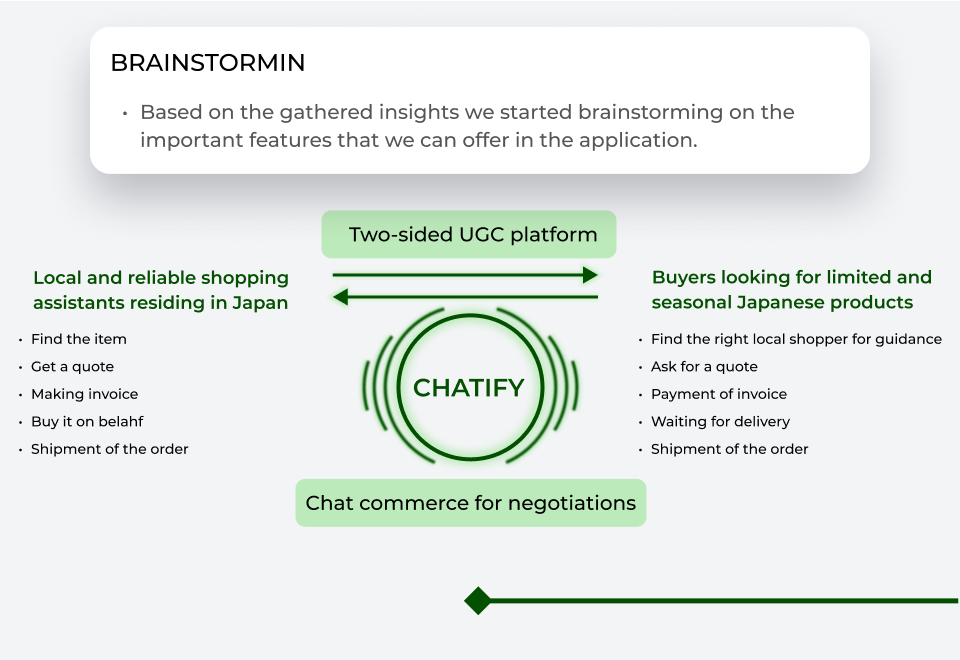 BRAINSTORMIN
• Based on the gathered insights we started brainstorming on the
important features that we can offer in the application.
Two-sided UGC platform
Local and reliable shopping
assistants residing in Japan
• Find the item
• Get a quote
• Making invoice
• Buy it on belahf
• Shipment of the order
CHATIFY
Buyers looking for limited and
seasonal Japanese products
• Find the right local shopper for guidance
• Ask for a quote
• Payment of invoice
• Waiting for delivery
• Shipment of the order
Chat commerce for negotiations